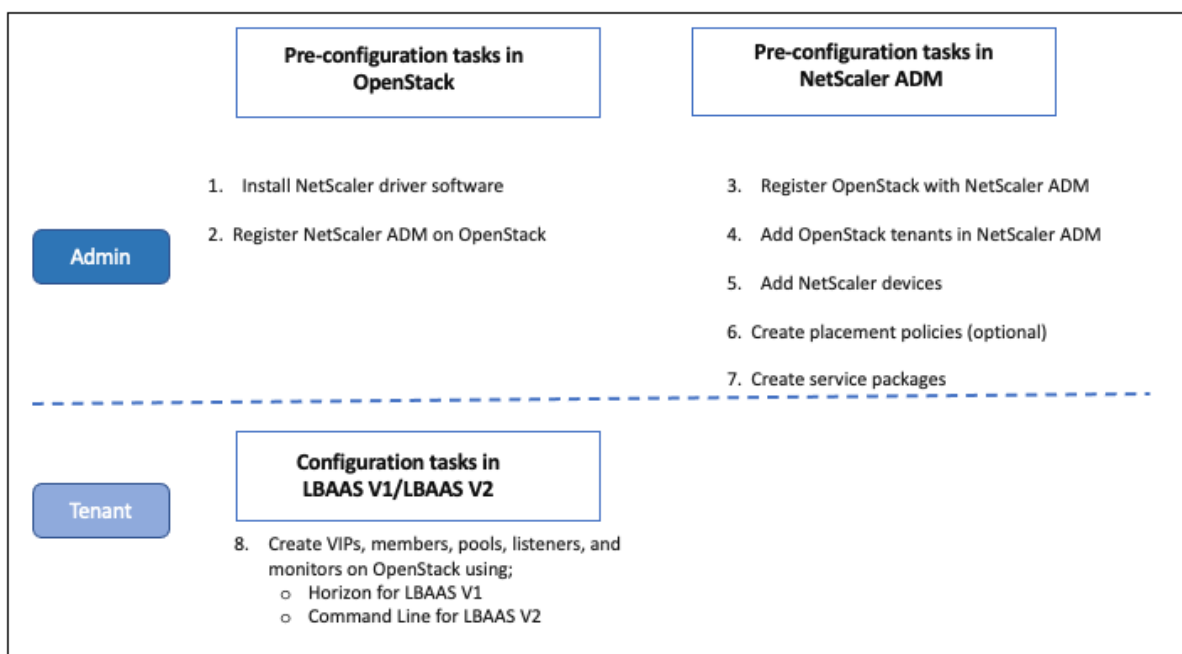 Pre-configuration tasks in
OpenStack
Pre-configuration tasks in
NetScaler ADM
Admin
1. Install NetScaler driver software
2. Register NetScaler ADM on OpenStack
3. Register OpenStack with NetScaler ADM
4. Add OpenStack tenants in NetScaler ADM
5. Add NetScaler devices
6. Create placement policies (optional)
7. Create service packages
Tenant
Configuration tasks in
LBAAS V1/LBAAS V2
8. Create VIPs, members, pools, listeners, and
monitors on OpenStack using;
o Horizon for LBAAS V1
o Command Line for LBAAS V2